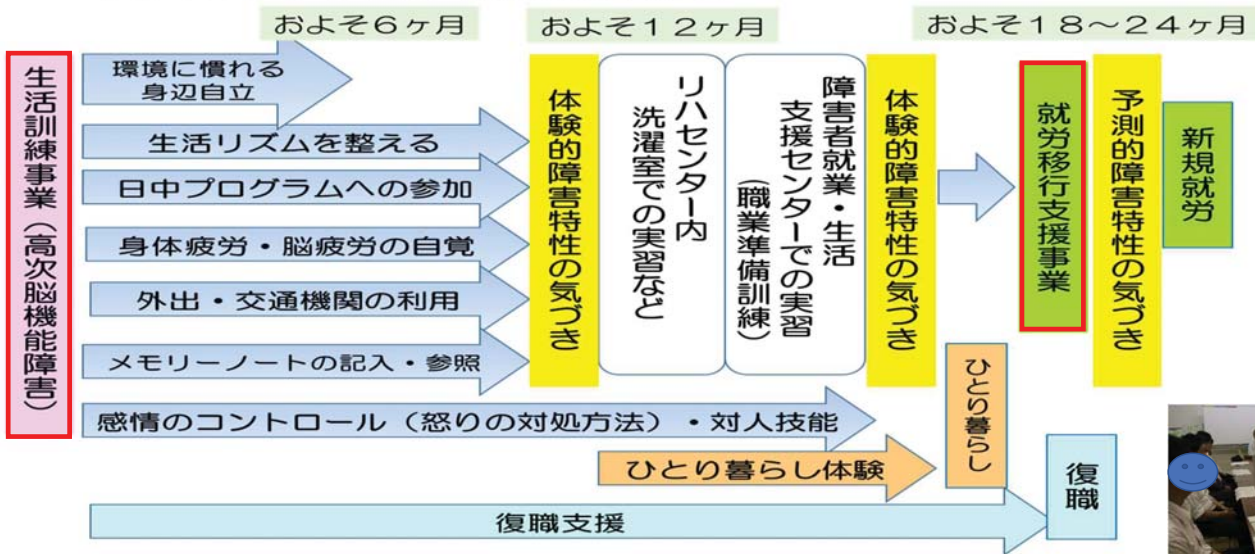 およそ６ヶ月
およそ１２ヶ月
およそ１８～２４ヶ月
生活訓練事業（高次脳機能障害）
環境に慣れる
身辺自立
生活リズムを整える
日中プログラムへの参加
身体疲労・脳疲労の自覚
外出・交通機関の利用
メモリーノートの記入・参照
感情のコントロール（怒りの対処方法）・対人技能
体験的障害特性の気づき
リハセンター内
洗濯室での実習など
障害者就業・生活
支援センターでの実習
（職業準備訓練）
体験的障害特性の気づき
就労移行支援事業
予測的障害特性の気づき
新規就労
ひとり暮らし体験
ひとり暮らし
復職支援
復職